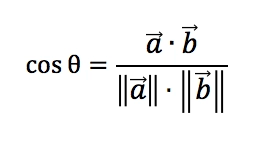 cos θ = (a⃗ · b⃗) / (‖a⃗‖ · ‖b⃗‖)